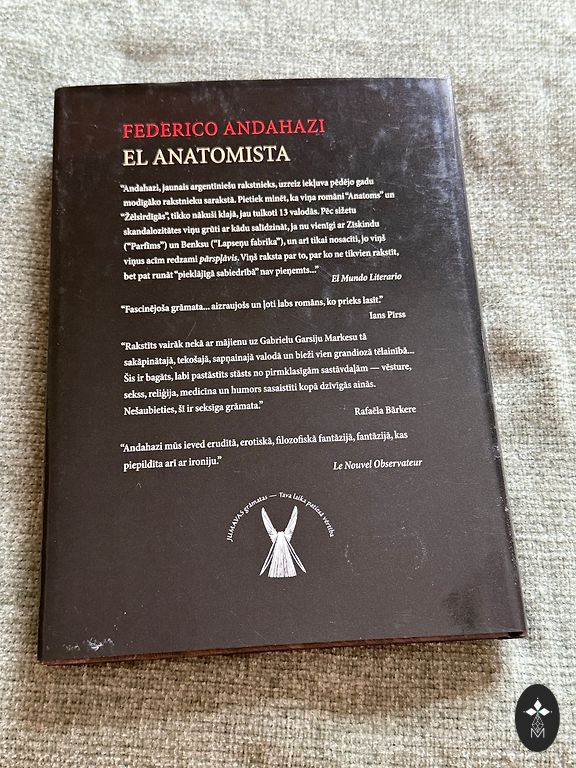 FEDERICO ANDAHAZI
EL ANATOMISTA
“Andahazi, jaunais argentīniešu rakstnieks, uzreiz iekļuva pēdējo gadu
modīgāko rakstnieku sarakstā. Pietiek minēt, ka viņa romāni “Anatoms” un
“Žēlsirdīgās”, tikko nākuši klajā, jau tulkoti 13 valodās. Pēc sižetu
skandalozitātes viņu grūti ar kādu salīdzināt, ja nu vienīgi ar Zīskindu
(“Parfīms”) un Benksu (“Lapseņu fabrika”), un arī tikai nosacīti, jo viņš
viņus acīm redzami pārspļāvis. Viņš raksta par to, par ko ne tikvien rakstīt,
bet pat runāt “pieklājīgā sabiedrībā” nav pieņemts...”
El Mundo Literario
“Fascinējoša grāmata... aizraujošs un ļoti labs romāns, ko prieks lasīt.”
Ians Pīrss
“Rakstīts vairāk nekā ar mājienu uz Gabrielu Garsiju Markesu tā
sakāpinātajā, tekošajā, sapņainajā valodā un bieži vien grandiozā tēlainībā...
Šis ir bagāts, labi pastāstīts stāsts no pirmklasīgām sastāvdaļām — vēsture,
sekss, reliģija, medicīna un humors sasaistīti kopā dzīvīgās ainās.
Nešaubieties, šī ir seksīga grāmata.”
Rafaēla Bārkere
“Andahazi mūs ieved erudītā, erotiskā, filozofiskā fantāzijā, fantāzijā, kas
piepildīta arī ar ironiju.”
Le Nouvel Observateur
JUMAVAS grāmatas — Tava laika patiesā vērtība
M